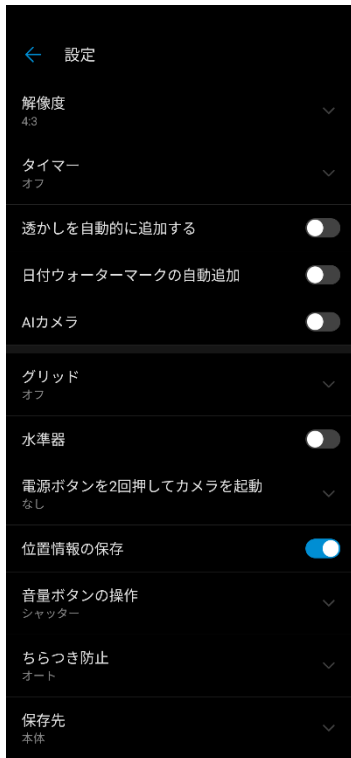 設定
解像度
4:3
タイマー
オフ
透かしを自動的に追加する
日付ウォーターマークの自動追加
AIカメラ
グリッド
オフ
水準器
電源ボタンを2回押してカメラを起動
なし
位置情報の保存
音量ボタンの操作
シャッター
ちらつき防止
オート
保存先
本体